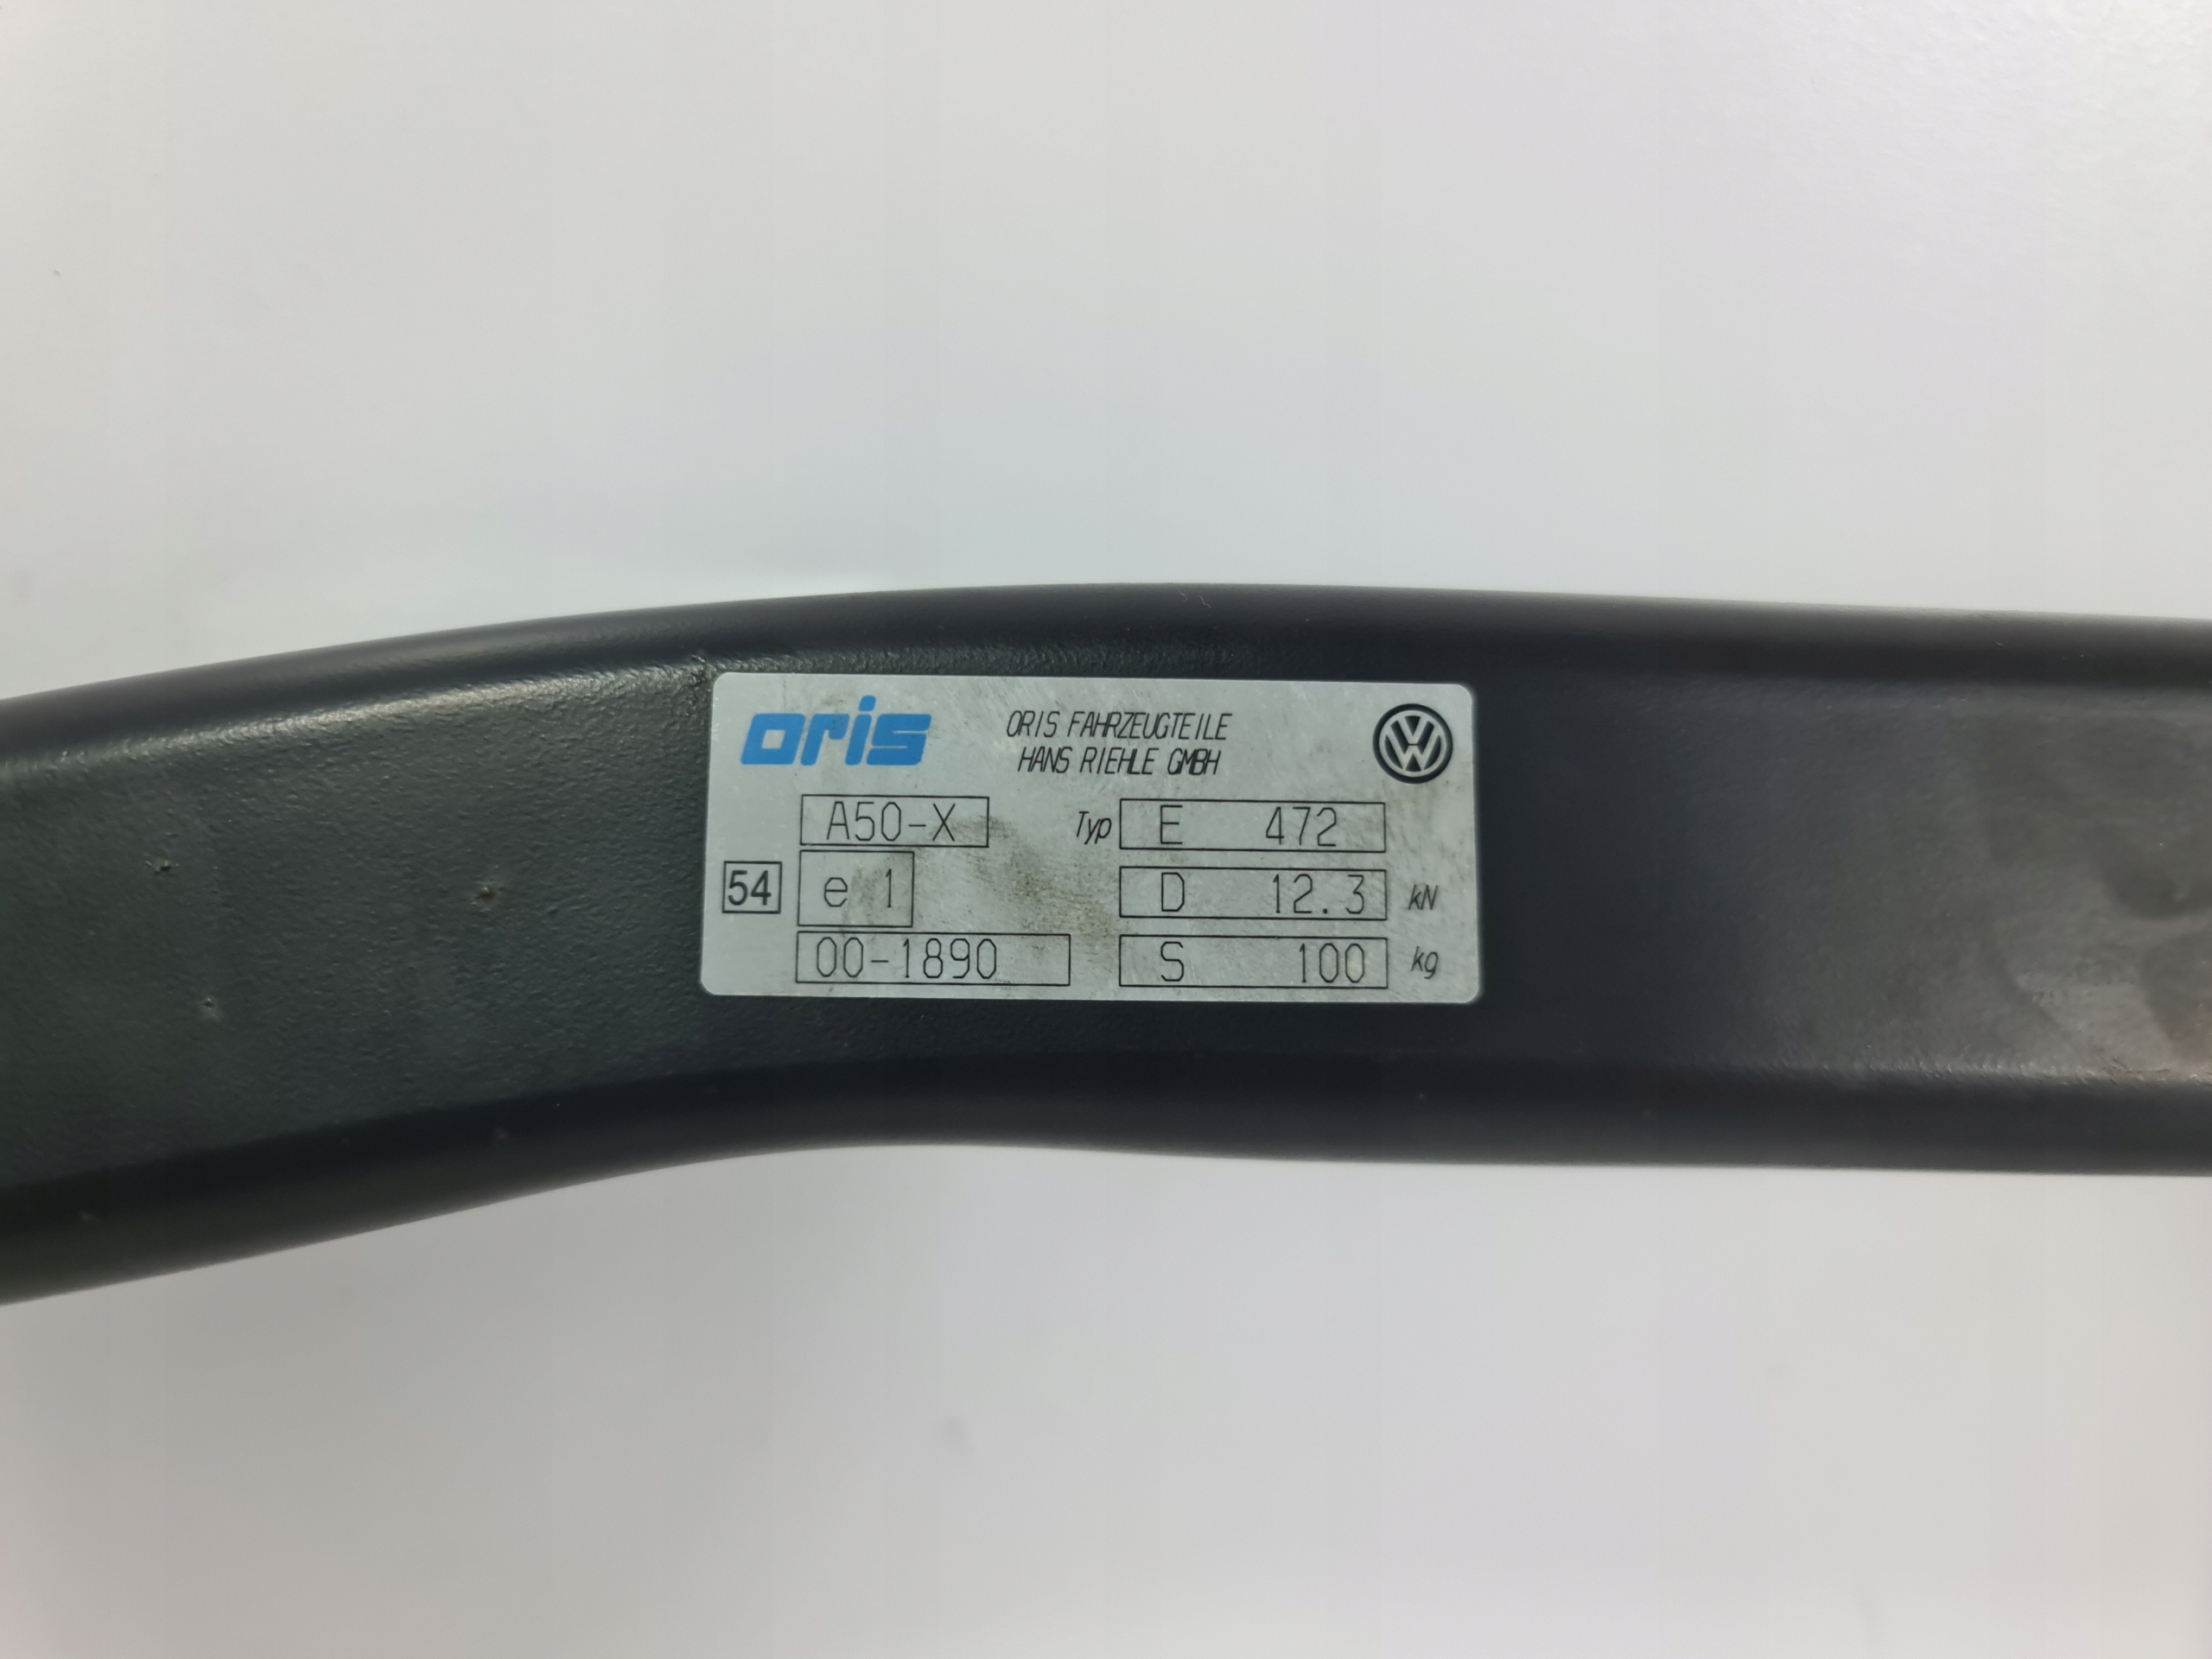 oris
ORIS FAHRZEUGTEILE
HANS RIEHLE GMBH
A50-X Typ E 472
54 e 1 D 12.3 kN
00-1890 S 100 kg